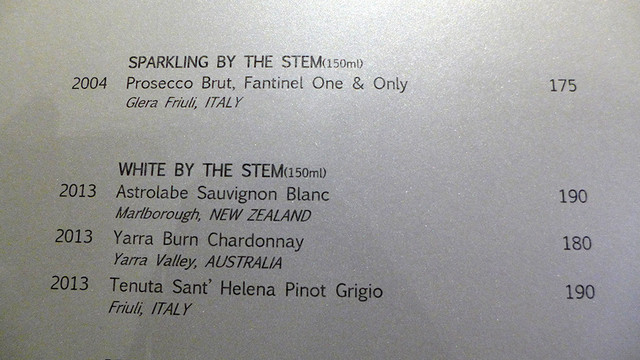 SPARKLING BY THE STEM(150ml)
2004 Prosecco Brut, Fantinel One & Only 175
Glera Friuli, ITALY
WHITE BY THE STEM(150ml)
2013 Astrolabe Sauvignon Blanc 190
Marlborough, NEW ZEALAND
2013 Yarra Burn Chardonnay 180
Yarra Valley, AUSTRALIA
2013 Tenuta Sant' Helena Pinot Grigio 190
Friuli, ITALY